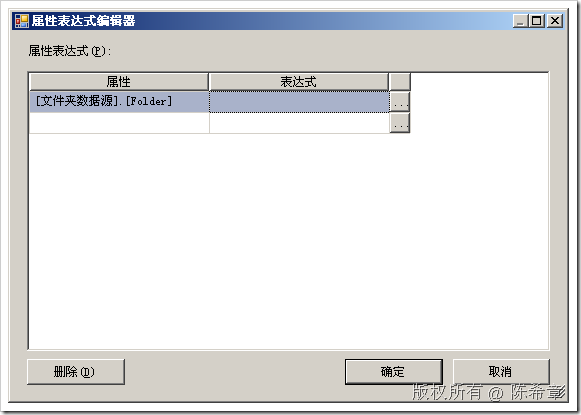 属性表达式编辑器
属性表达式(P):
属性 表达式
[文件夹数据源].[Folder] ...
...
删除(D) 确定 取消
版权所有 @ 陈希章